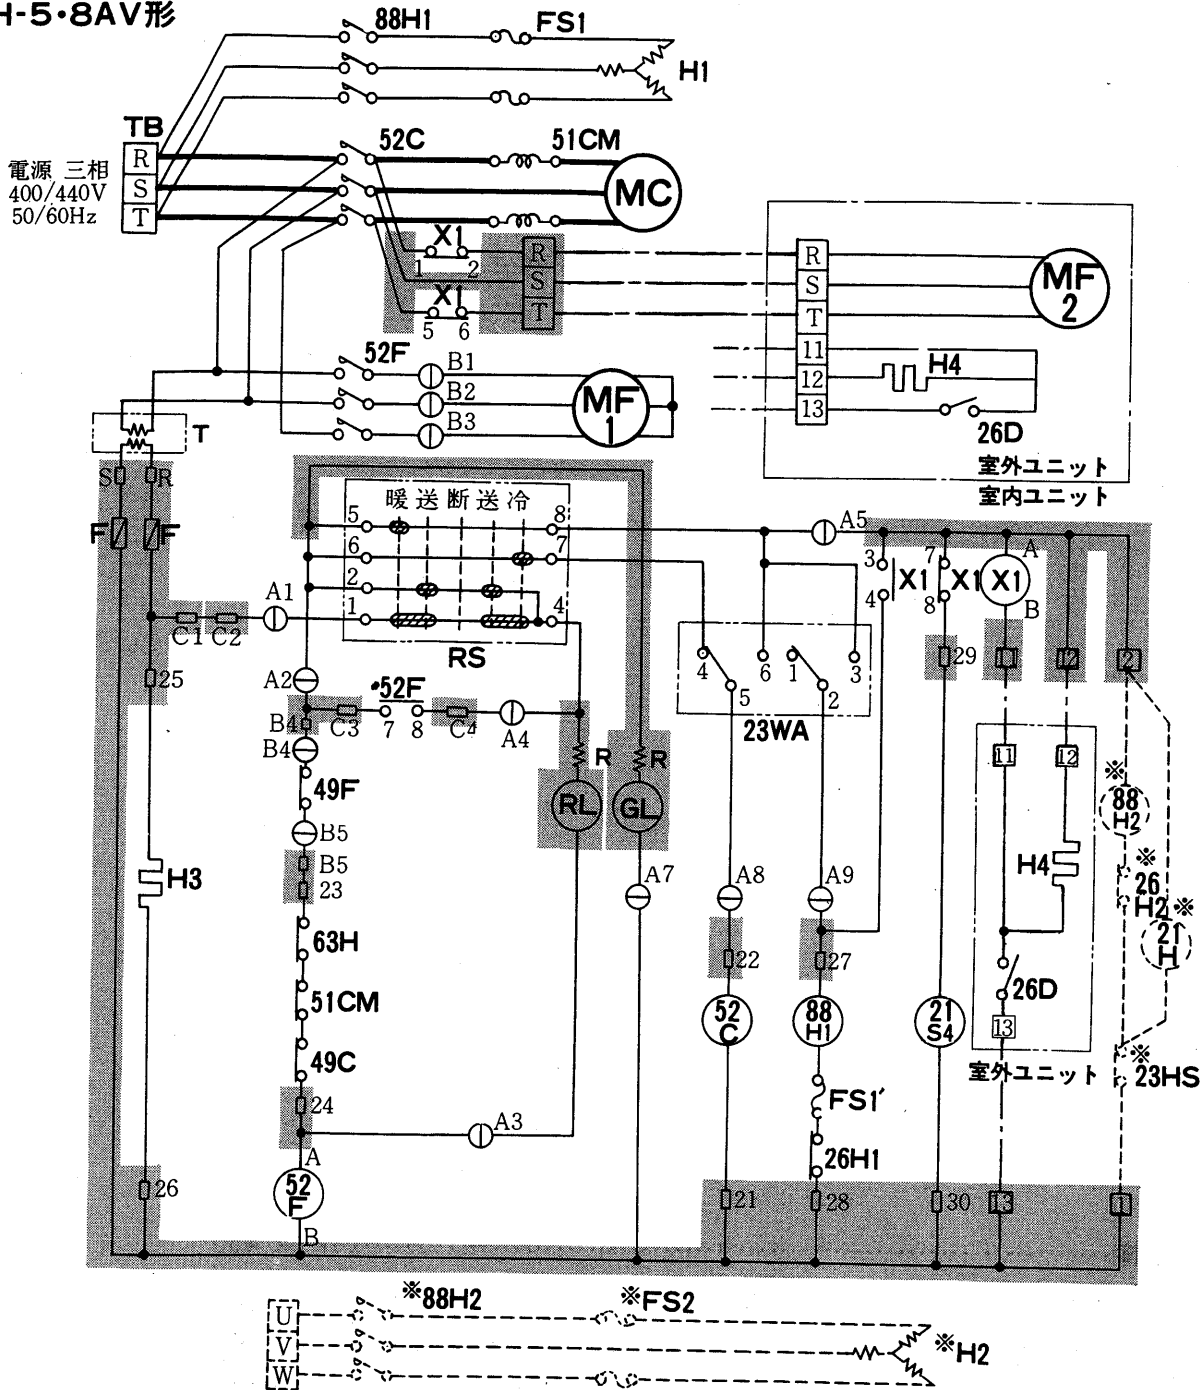 H-5・8AV形
88H1
FS1
H1
TB
52C
51CM
電源 三相
400/440V
50/60Hz
R
S
T
MC
X1
1 2
R
S
T
X1
5 6
R
S
T
11
12
13
MF
2
H4
26D
室外ユニット
室内ユニット
52F
B1
B2
B3
MF
1
T
S R
F F
暖送断送冷
5 8
6 7
2
1 4
RS
A5
A1
C1 C2
25
A2
B4
C3
52F
7 8
C4
A4
B4
49F
B5
B5
23
63H
51CM
49C
24
A
52
F
B
A3
R
RL
R
GL
A7
H3
26
4 6 1 3
5 2
23WA
3
X1
4
7
X1
8
A
X1
B
29
11
12
2
A8
A9
22
27
52
C
88
H1
FS1′
26H1
21
S4
11
12
H4
26D
13
室外ユニット
※
88
H2
※
26
H2
※
21
H
※
23HS
21
28
30
13
1
U
V
W
※88H2
※FS2
※H2